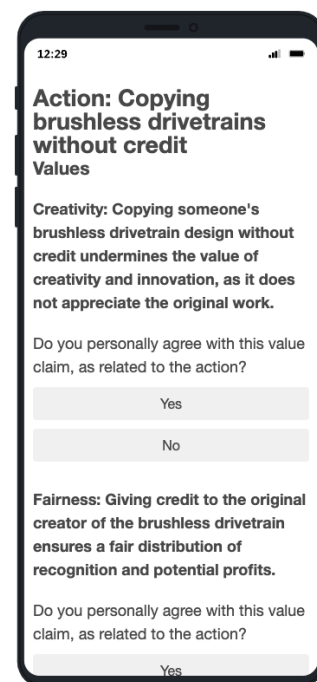 12:29
Action: Copying
brushless drivetrains
without credit
Values
Creativity: Copying someone's
brushless drivetrain design without
credit undermines the value of
creativity and innovation, as it does
not appreciate the original work.
Do you personally agree with this value
claim, as related to the action?
Yes
No
Fairness: Giving credit to the original
creator of the brushless drivetrain
ensures a fair distribution of
recognition and potential profits.
Do you personally agree with this value
claim, as related to the action?
Yes